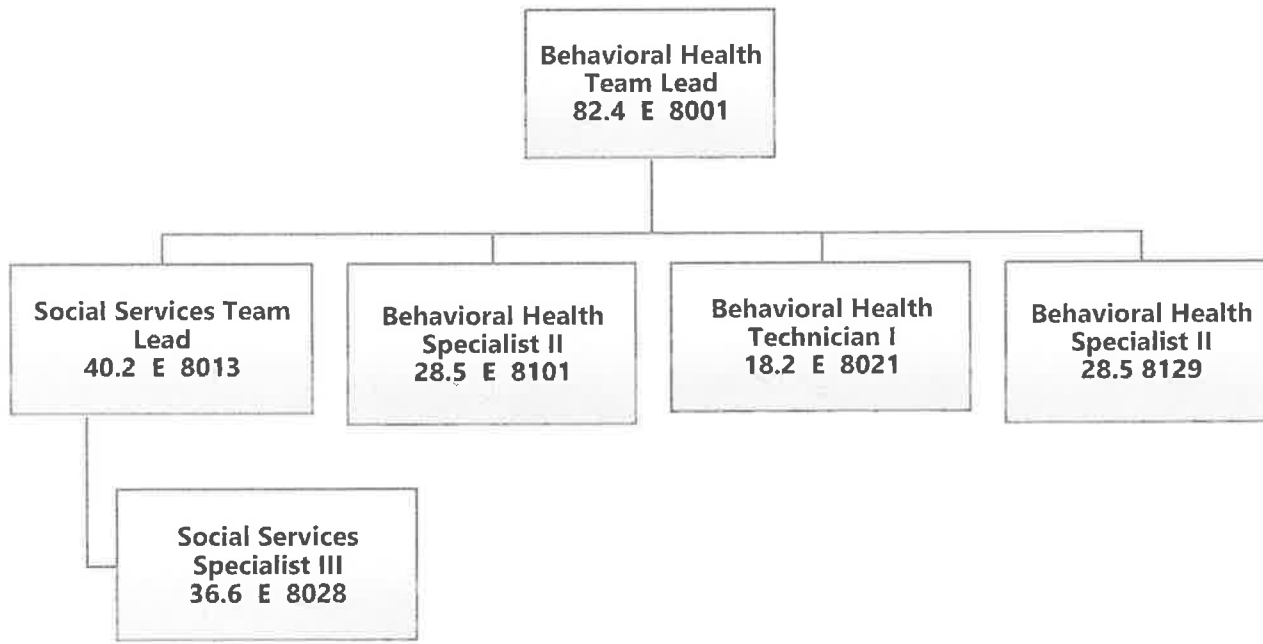 Behavioral Health
Team Lead
82.4 E 8001
Social Services Team
Lead
40.2 E 8013
Behavioral Health
Specialist II
28.5 E 8101
Behavioral Health
Technician I
18.2 E 8021
Behavioral Health
Specialist II
28.5 8129
Social Services
Specialist III
36.6 E 8028